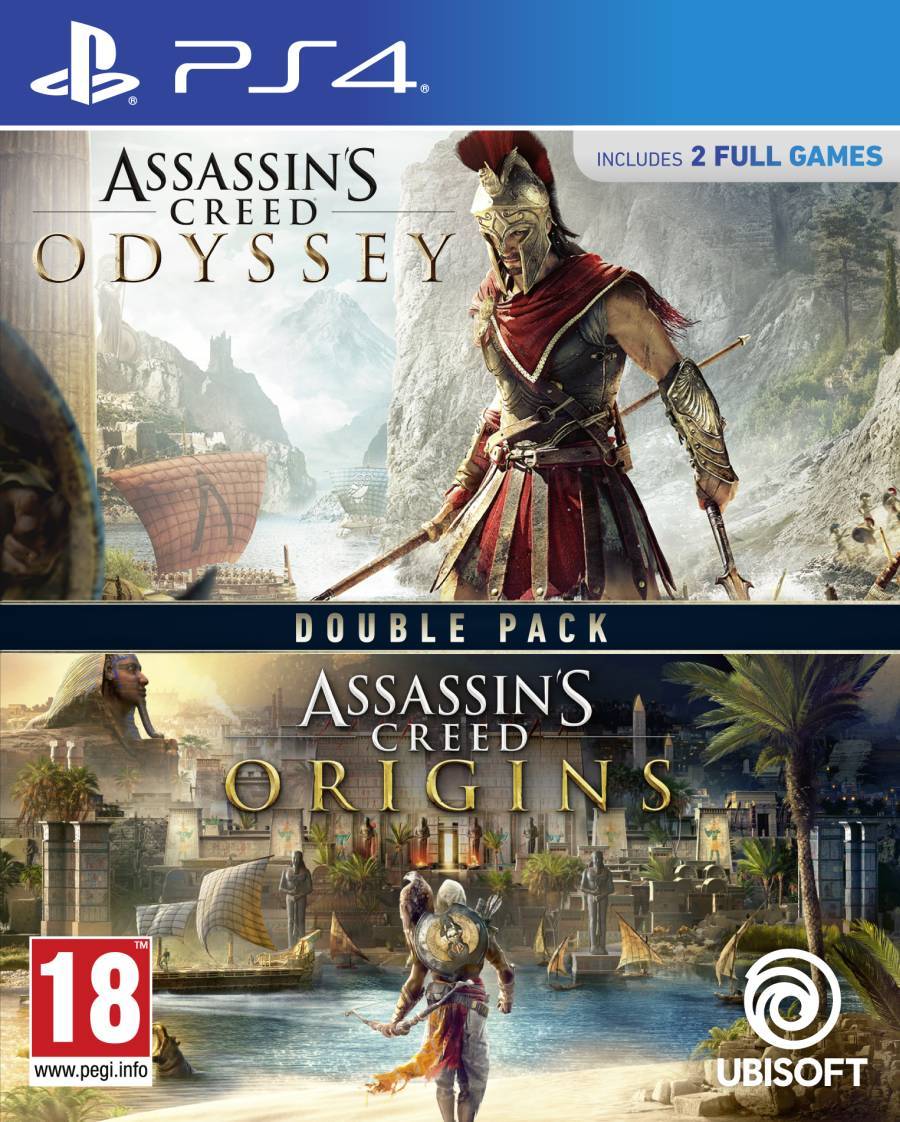 PS4
INCLUDES 2 FULL GAMES
ASSASSIN'S
CREED
ODYSSEY
DOUBLE PACK
ASSASSIN'S
CREED
ORIGINS
18
www.pegi.info
UBISOFT